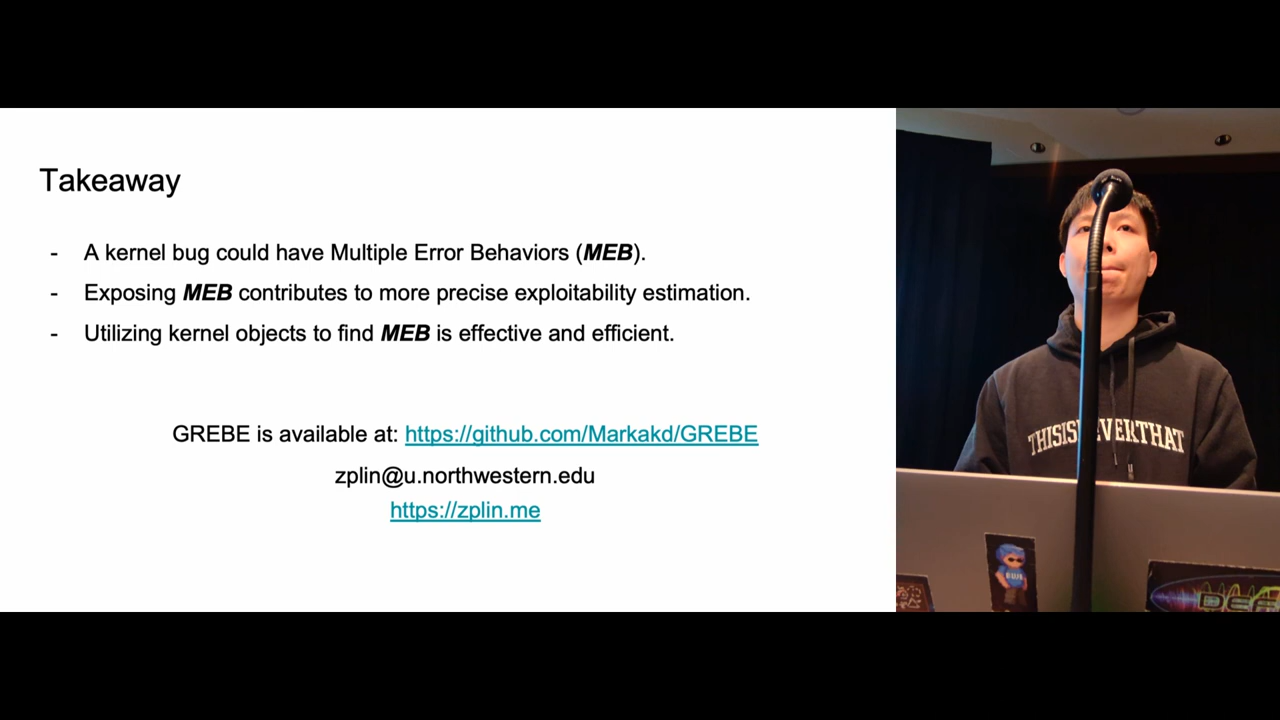 Takeaway
- A kernel bug could have Multiple Error Behaviors (MEB).
- Exposing MEB contributes to more precise exploitability estimation.
- Utilizing kernel objects to find MEB is effective and efficient.
GREBE is available at: https://github.com/Markakd/GREBE
zplin@u.northwestern.edu
https://zplin.me